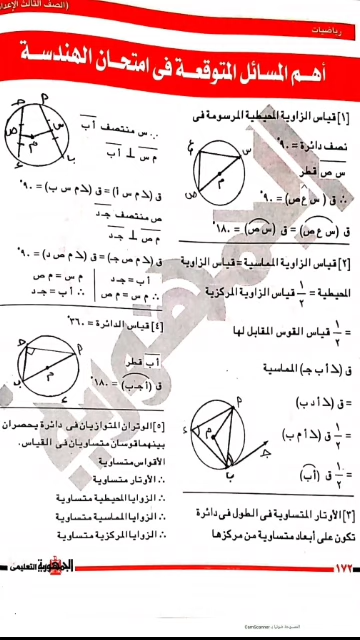 (الصف الثالث الإعدا
رياضيات
أهم المسائل المتوقعة فى امتحان الهندسة
[١] قياس الزاوية المحيطية المرسومة فى
نصف دائرة = ٩٠°
س ص قطر
∴ ق (س ع ص) = ٩٠°
ق (س ع ص) = ق (س ص) = ١٨٠°
[٢] قياس الزاوية المماسية = قياس الزاوية
المحيطية = ١/٢ قياس الزاوية المركزية
= ١/٢ قياس القوس المقابل لها
ق (∠ أ ب جـ) المماسية
= ق (∠ أ د ب)
= ١/٢ ق (∠ أ م ب)
= ١/٢ ق (أ ب)
[٣] الأوتار المتساوية فى الطول فى دائرة
تكون على أبعاد متساوية من مركزها
∵ س منتصف أ ب
م س ⊥ أ ب
ق (∠ م س أ) = ق (∠ م س ب) = ٩٠°
ص منتصف جـ د
م ص ⊥ جـ د
ق (∠ م ص جـ) = ق (∠ م ص د) = ٩٠°
أ ب = جـ د | م س = م ص
∴ م س = م ص | ∴ أ ب = جـ د
[٤] قياس الدائرة = ٣٦٠°
أ ب قطر
ق (أ جـ ب) = ١٨٠°
[٥] الوتران المتوازيان فى دائرة يحصران
بينهما قوسان متساويان فى القياس.
الأقواس متساوية
∴ الأوتار متساوية
∴ الزوايا المحيطية متساوية
∴ الزوايا المماسية متساوية
∴ الزوايا المركزية متساوية
١٧٢
الجمهورية التعليمى
CamScanner الممسوحة ضوئيا بـ